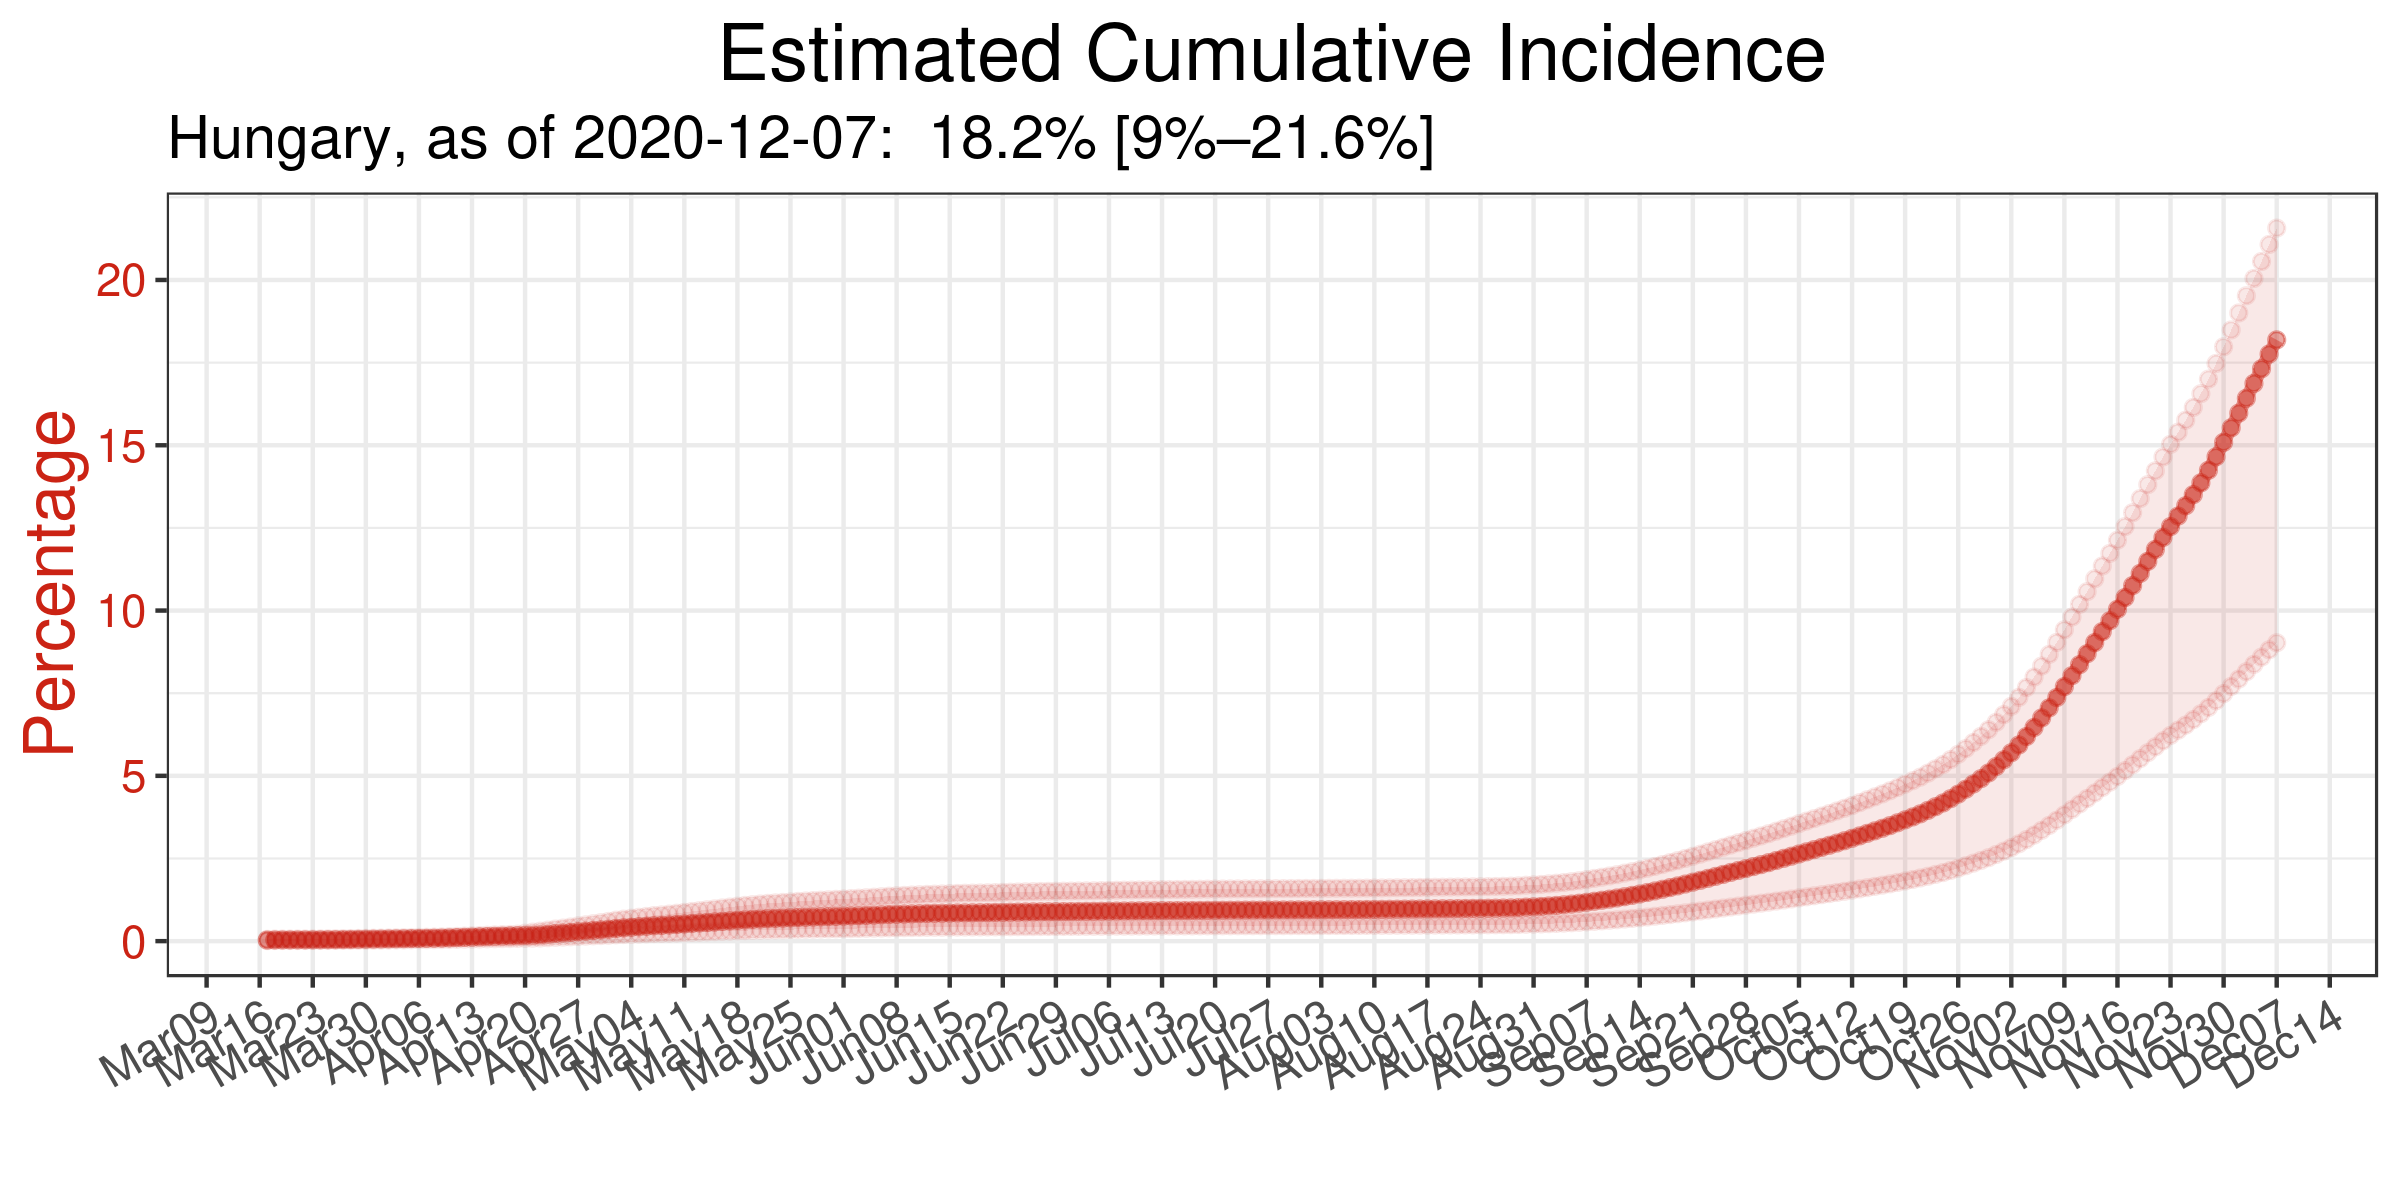 Estimated Cumulative Incidence
Hungary, as of 2020-12-07:  18.2% [9%–21.6%]
Percentage
20
15
10
5
0
Mar09
Mar16
Mar23
Mar30
Apr06
Apr13
Apr20
Apr27
May04
May11
May18
May25
Jun01
Jun08
Jun15
Jun22
Jun29
Jul06
Jul13
Jul20
Jul27
Aug03
Aug10
Aug17
Aug24
Aug31
Sep07
Sep14
Sep21
Sep28
Oct05
Oct12
Oct19
Oct26
Nov02
Nov09
Nov16
Nov23
Nov30
Dec07
Dec14